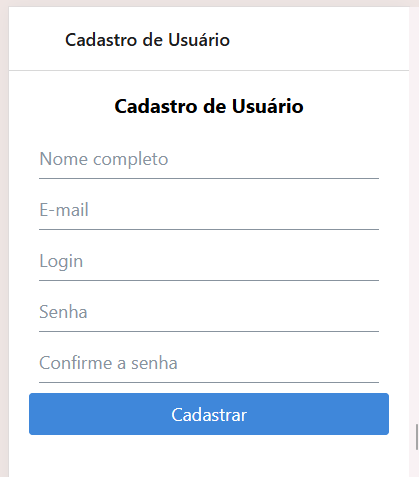 Cadastro de Usuário
Cadastro de Usuário
Nome completo
E-mail
Login
Senha
Confirme a senha
Cadastrar